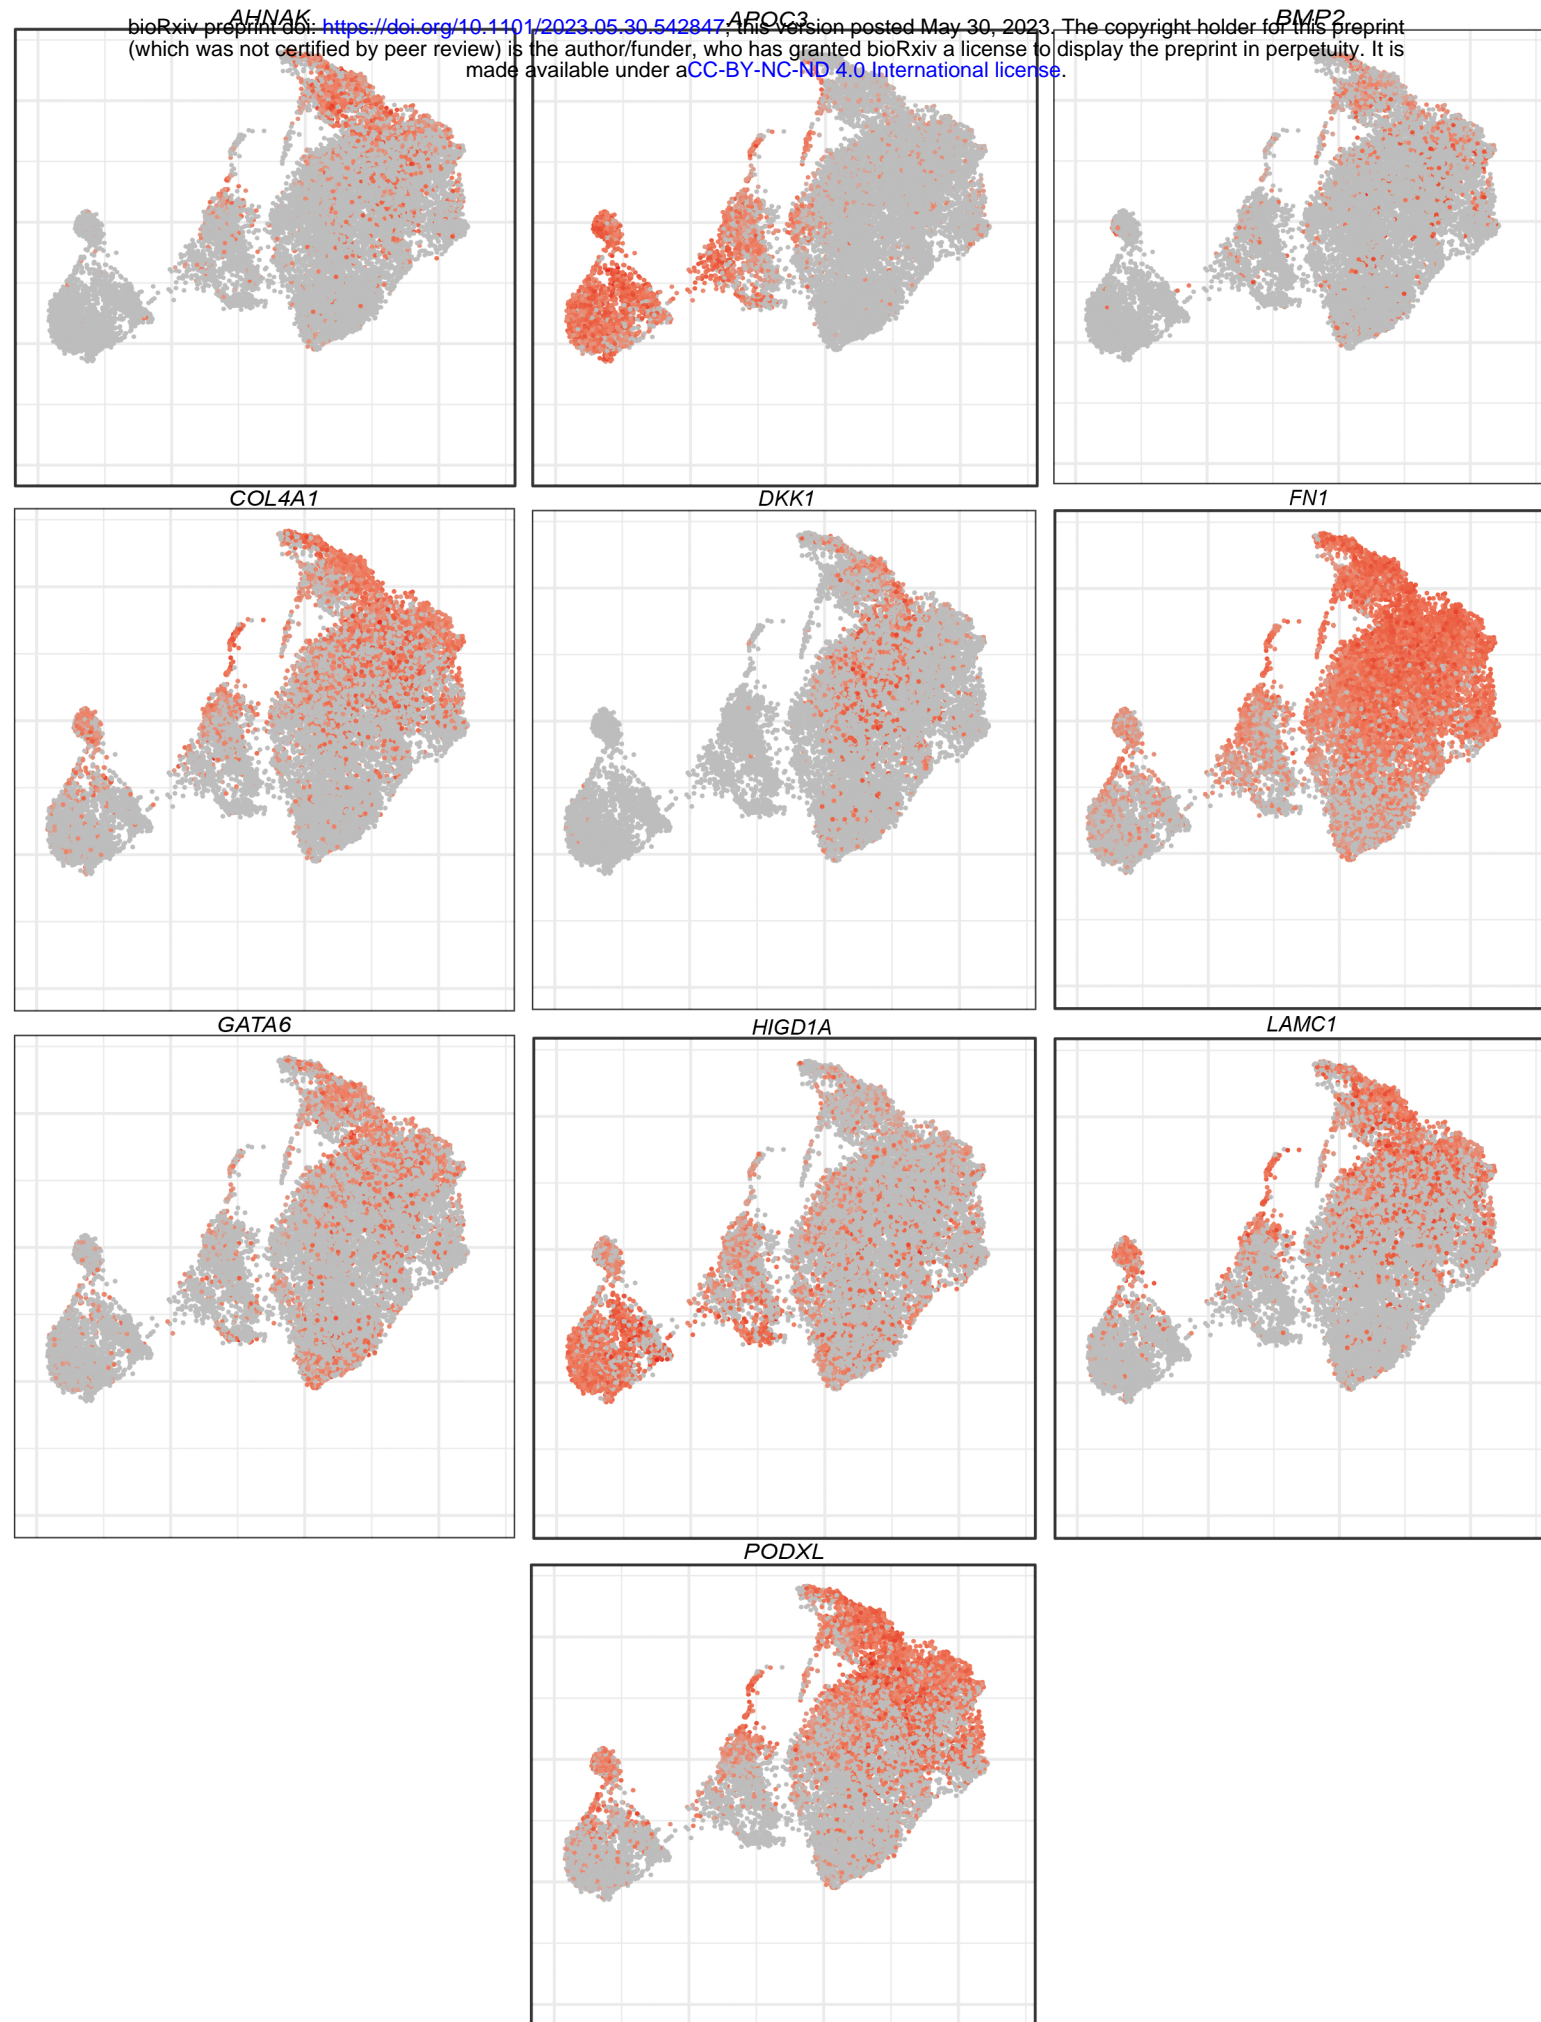 AHNAK
APOC3
BMP2
bioRxiv preprint doi: https://doi.org/10.1101/2023.05.30.542847; this version posted May 30, 2023. The copyright holder for this preprint
(which was not certified by peer review) is the author/funder, who has granted bioRxiv a license to display the preprint in perpetuity. It is
made available under aCC-BY-NC-ND 4.0 International license.
COL4A1
DKK1
FN1
GATA6
HIGD1A
LAMC1
PODXL